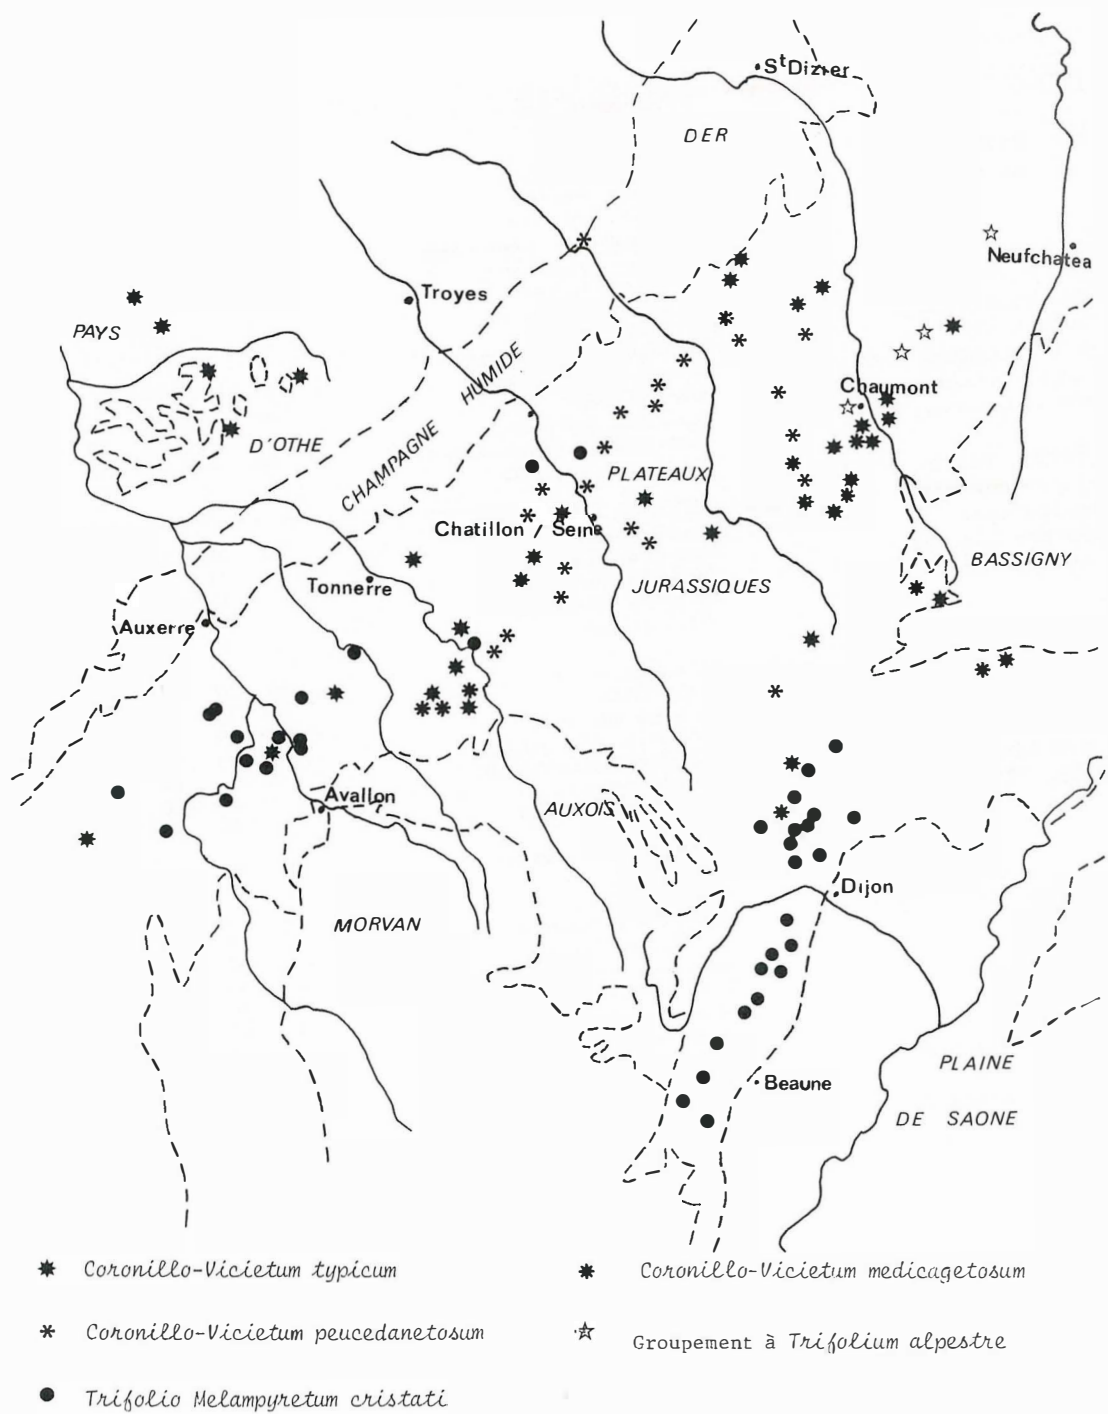 St Dizier
DER
Neufchatea
Troyes
PAYS
HUMIDE
Chaumont
D'OTHE
CHAMPAGNE
PLATEAUX
Chatillon / Seine
BASSIGNY
JURASSIQUES
Tonnerre
Auxerre
Avallon
AUXOIS
Dijon
MORVAN
PLAINE
Beaune
DE SAONE
Coronillo-Vicietum typicum
Coronillo-Vicietum medicagetosum
Coronillo-Vicietum peucedanetosum
Groupement à Trifolium alpestre
Trifolio Melampyretum cristati